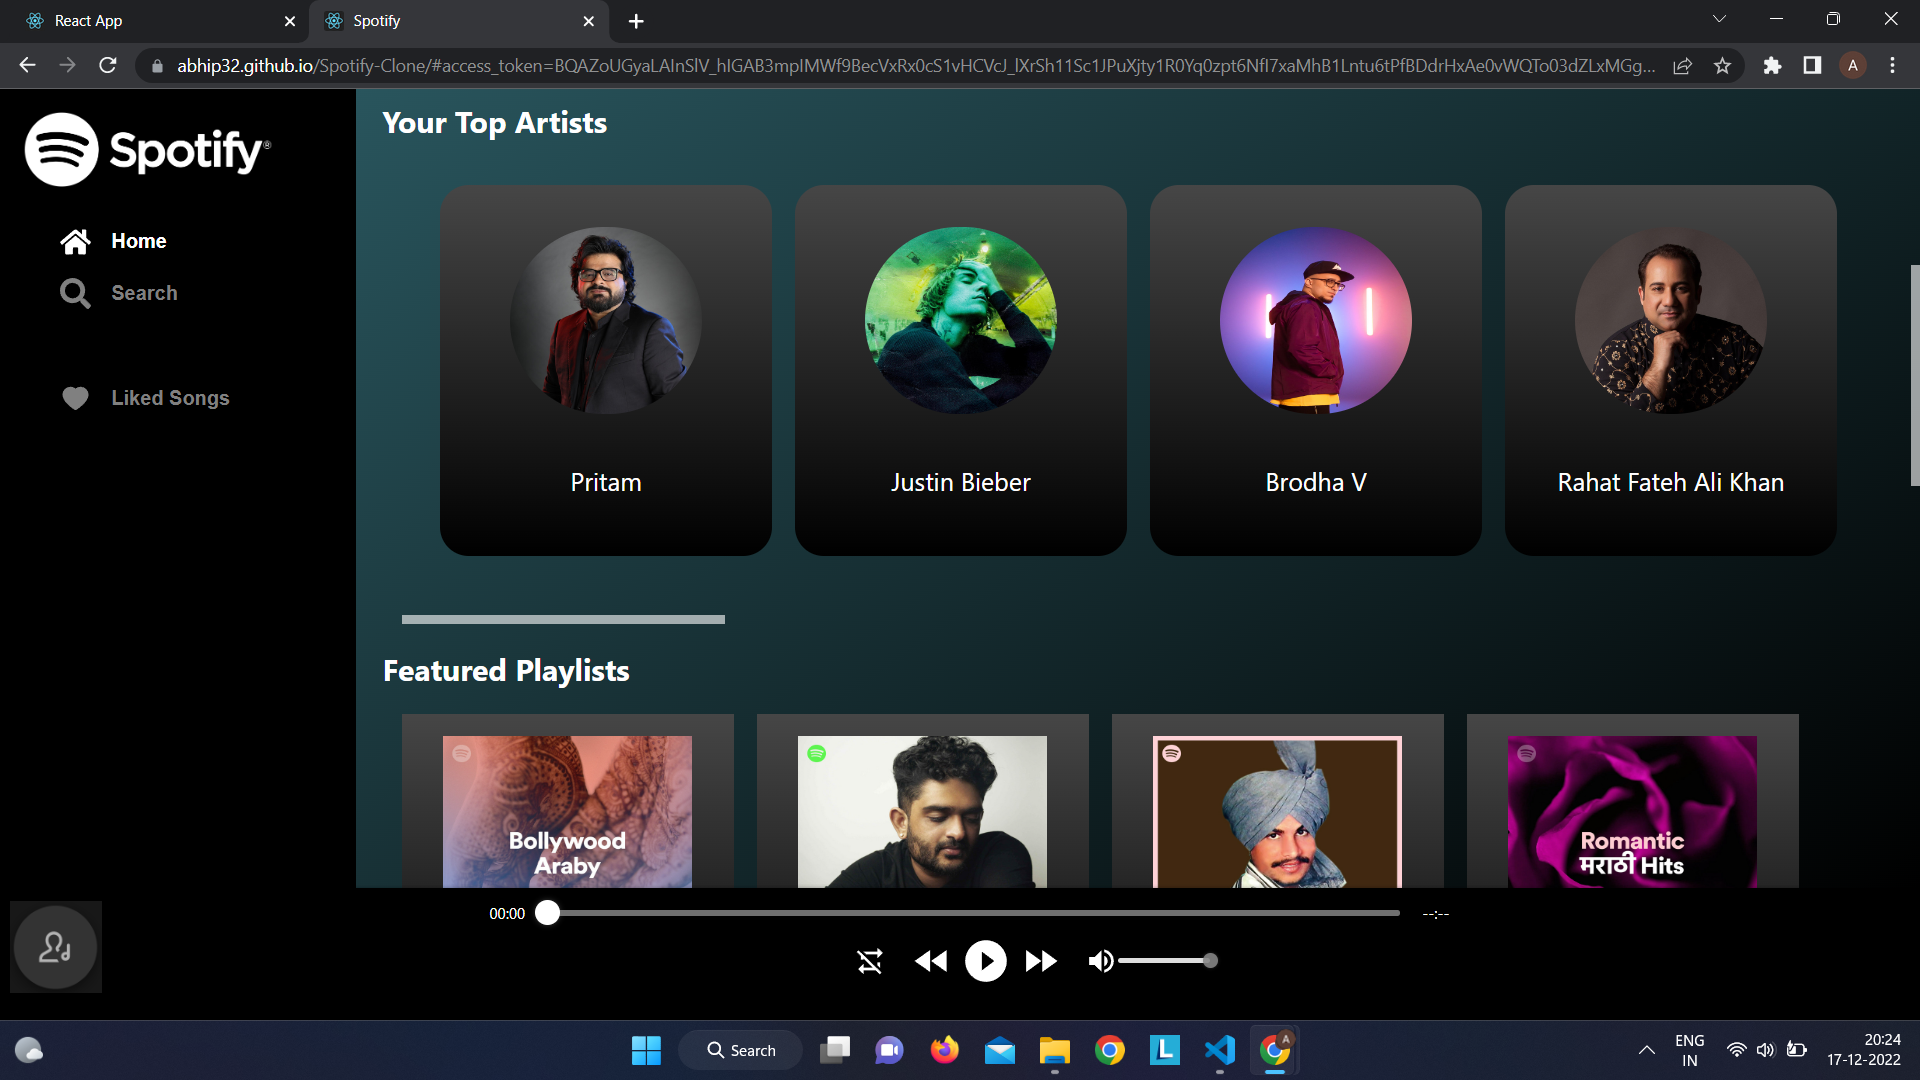 React App
Spotify
abhip32.github.io/Spotify-Clone/#access_token=
Spotify®
Home
Search
Liked Songs
Your Top Artists
Pritam
Justin Bieber
Brodha V
Rahat Fateh Ali Khan
Featured Playlists
Bollywood
Araby
Romantic
मराठी Hits
00:00
--:--
A
Search
L
A
ENG
IN
20:24
17-12-2022